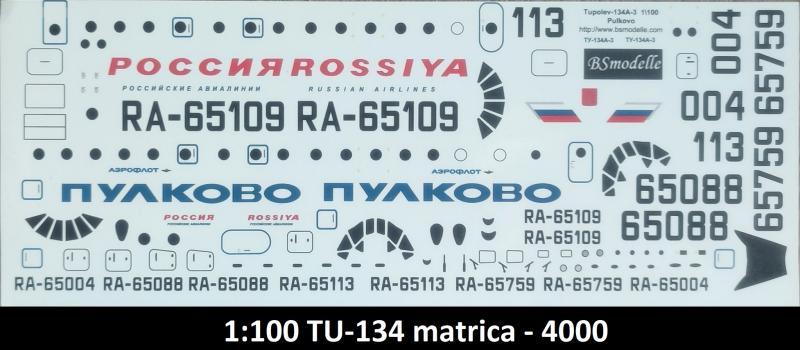 113
Tupolev-134A-3 1\100
Pulkovo
http://www.bsmodelle.com
ТУ-134А-3 ТУ-134А-3
BSmodelle
004
65759
РОССИЯ ROSSIYA
РОССИЙСКИЕ АВИАЛИНИИ RUSSIAN AIRLINES
RA-65109 RA-65109
004
113
65759
АЭРОФЛОТ АЭРОФЛОТ
ПУЛКОВО ПУЛКОВО
65088
65088
РОССИЯ ROSSIYA
RA-65109
RA-65109
RA-65004 RA-65088 RA-65088 RA-65113 RA-65113 RA-65759 RA-65759 RA-65004
1:100 TU-134 matrica - 4000